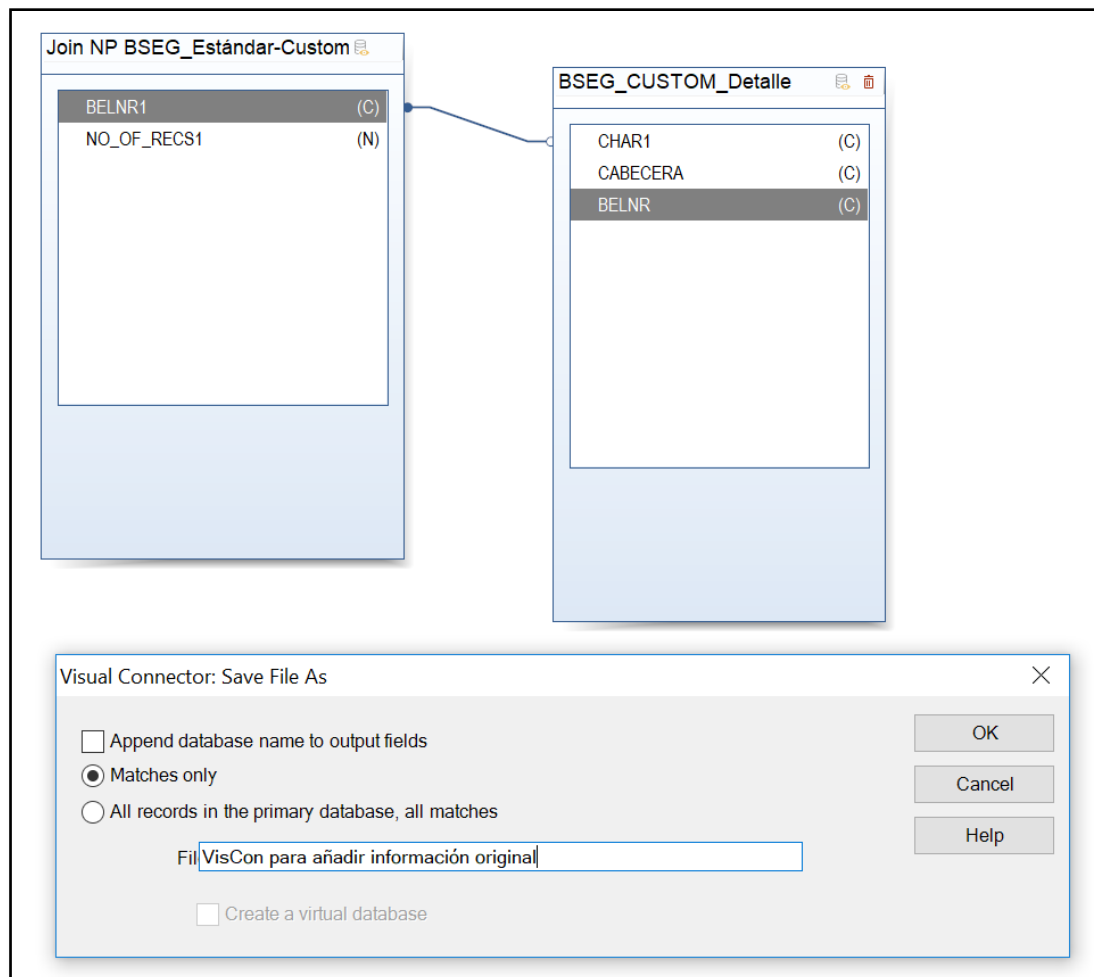 Join NP BSEG_Estándar-Custom
BELNR1 (C)
NO_OF_RECS1 (N)
BSEG_CUSTOM_Detalle
CHAR1 (C)
CABECERA (C)
BELNR (C)
Visual Connector: Save File As
Append database name to output fields
Matches only
All records in the primary database, all matches
Fil VisCon para añadir información original
Create a virtual database
OK
Cancel
Help